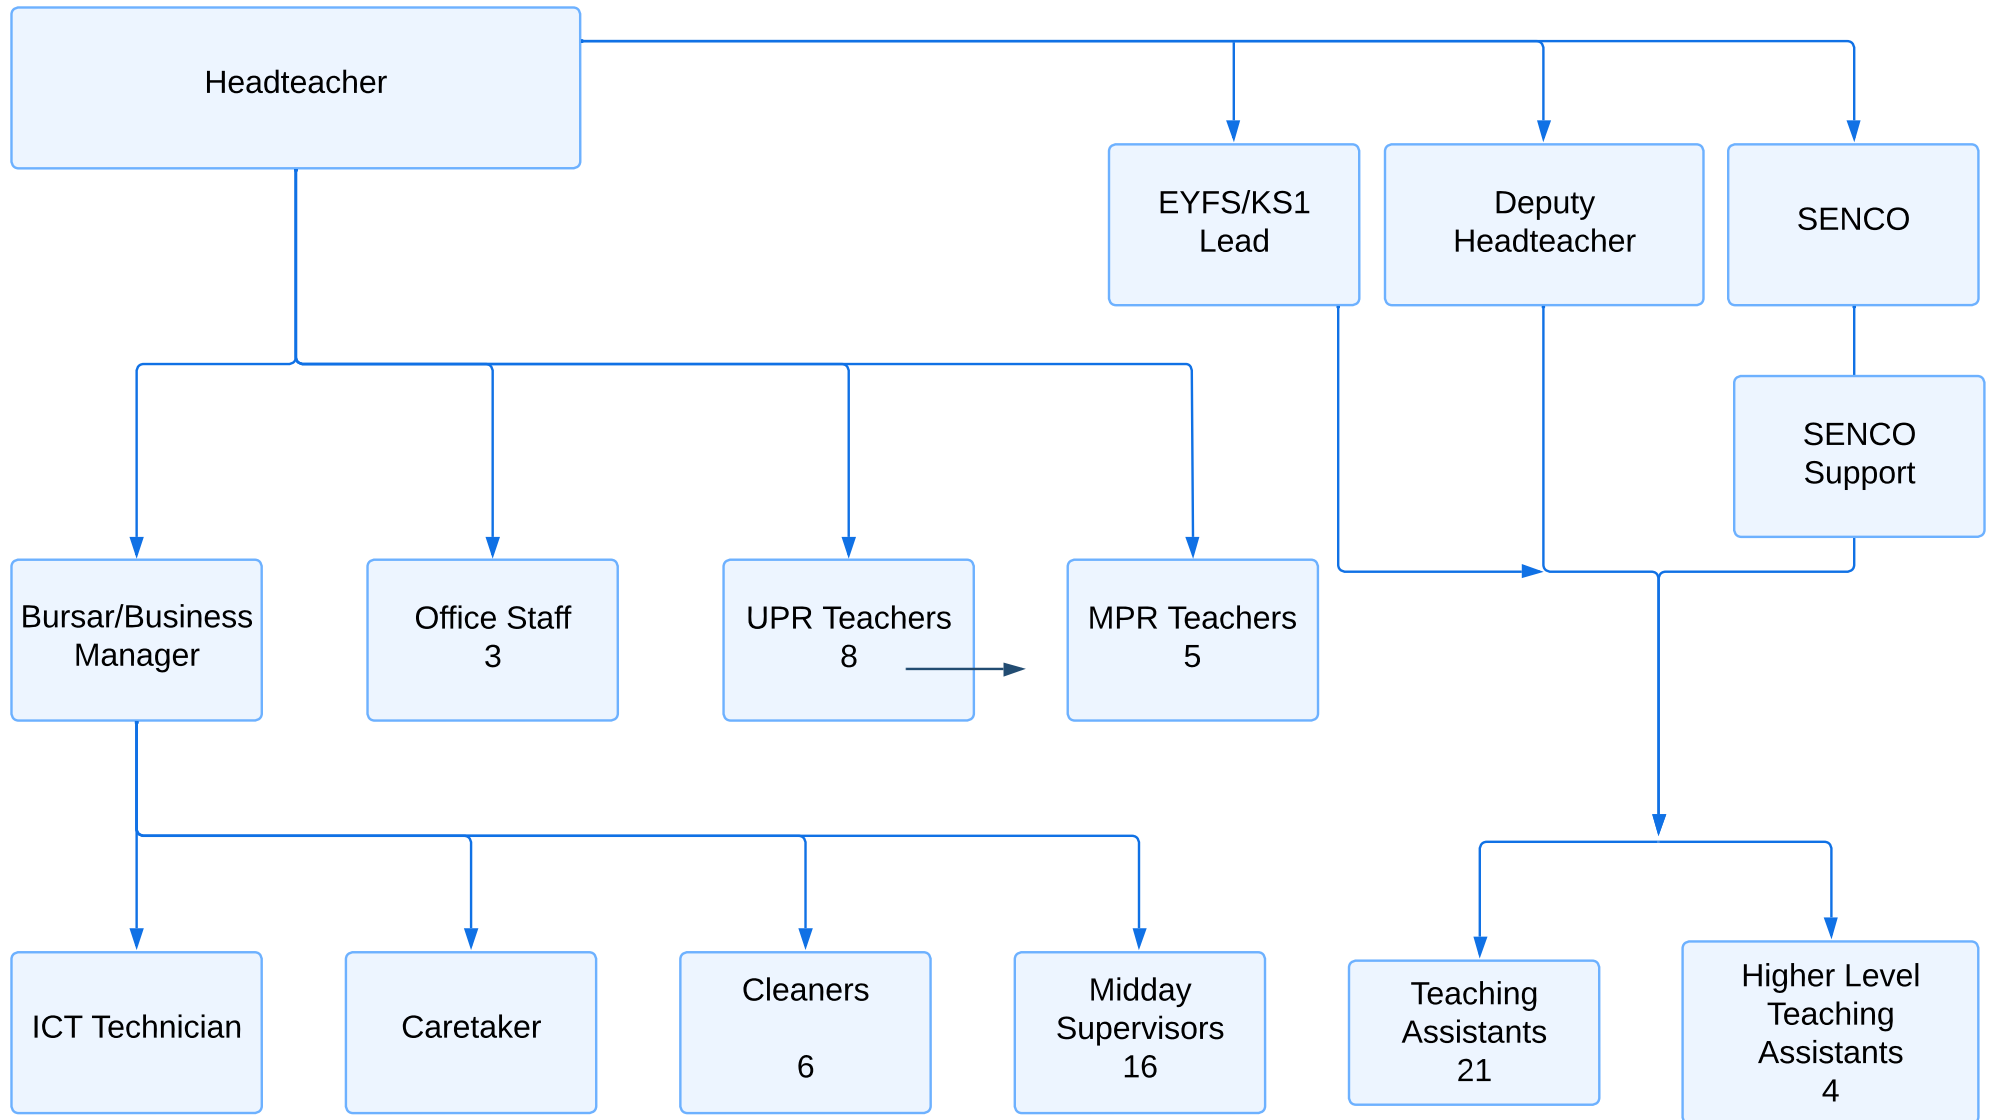 Headteacher
EYFS/KS1
Lead
Deputy
Headteacher
SENCO
SENCO
Support
Bursar/Business
Manager
Office Staff
3
UPR Teachers
8
MPR Teachers
5
ICT Technician
Caretaker
Cleaners
6
Midday
Supervisors
16
Teaching
Assistants
21
Higher Level
Teaching
Assistants
4